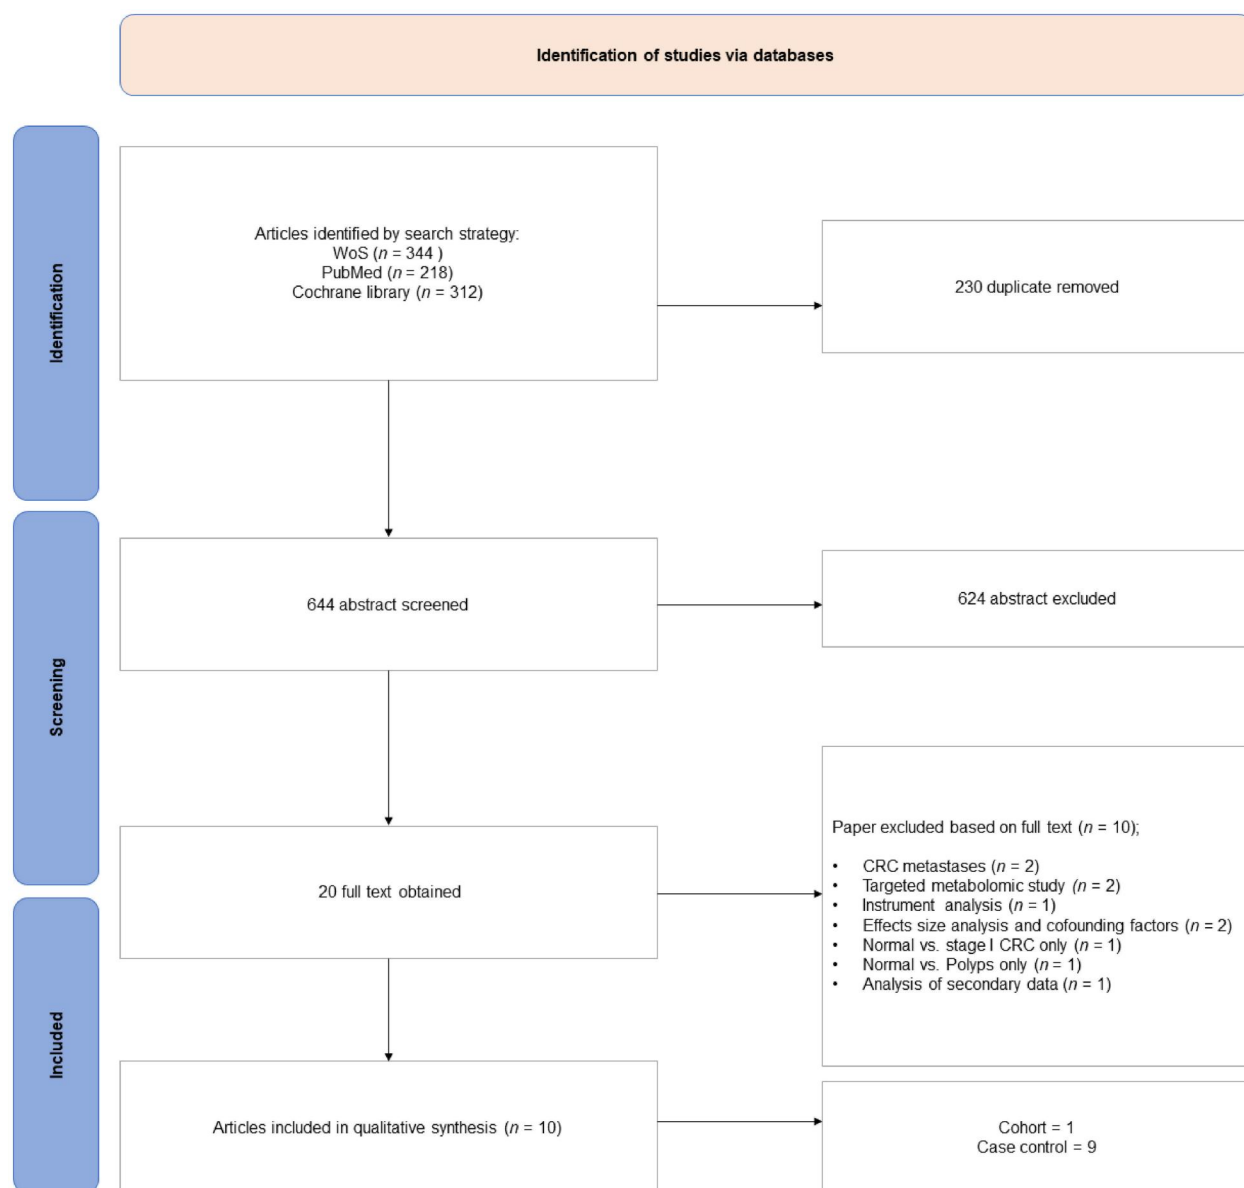 Identification of studies via databases
Identification
Articles identified by search strategy:
WoS (n = 344 )
PubMed (n = 218)
Cochrane library (n = 312)
230 duplicate removed
Screening
644 abstract screened
624 abstract excluded
20 full text obtained
Paper excluded based on full text (n = 10);
• CRC metastases (n = 2)
• Targeted metabolomic study (n = 2)
• Instrument analysis (n = 1)
• Effects size analysis and cofounding factors (n = 2)
• Normal vs. stage I CRC only (n = 1)
• Normal vs. Polyps only (n = 1)
• Analysis of secondary data (n = 1)
Included
Articles included in qualitative synthesis (n = 10)
Cohort = 1
Case control = 9